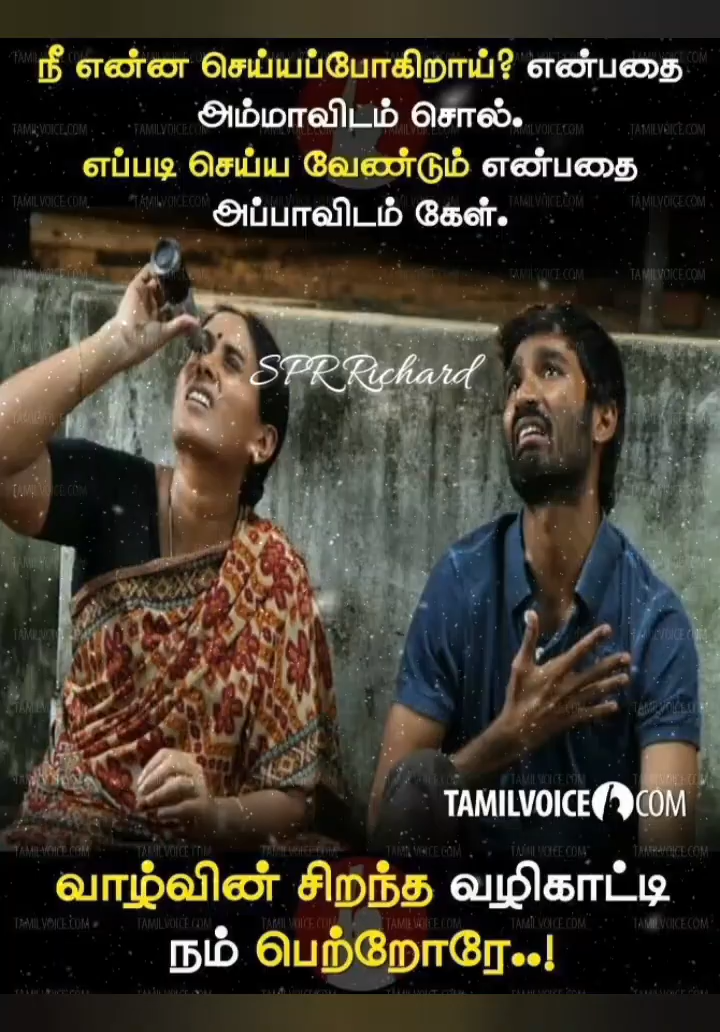 நீ என்ன செய்யப்போகிறாய்? என்பதை
அம்மாவிடம் சொல்.
எப்படி செய்ய வேண்டும் என்பதை
அப்பாவிடம் கேள்.
SPR Richard
TAMILVOICE COM
வாழ்வின் சிறந்த வழிகாட்டி
நம் பெற்றோரே..!